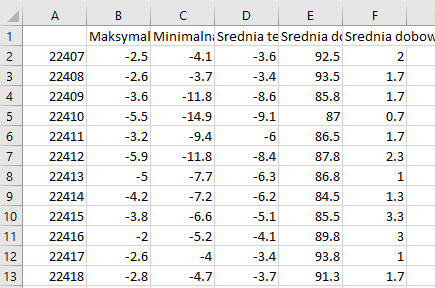 A B C D E F
1 Maksymal Minimalna Srednia te Srednia do Srednia dobow
2 22407 -2.5 -4.1 -3.6 92.5 2
3 22408 -2.6 -3.7 -3.4 93.5 1.7
4 22409 -3.6 -11.8 -8.6 85.8 1.7
5 22410 -5.5 -14.9 -9.1 87 0.7
6 22411 -3.2 -9.4 -6 86.5 1.7
7 22412 -5.9 -11.8 -8.4 87.8 2.3
8 22413 -5 -7.7 -6.3 86.8 1
9 22414 -4.2 -7.2 -6.2 84.5 1.3
10 22415 -3.8 -6.6 -5.1 85.5 3.3
11 22416 -2 -5.2 -4.1 89.8 3
12 22417 -2.6 -4 -3.4 93.8 1
13 22418 -2.8 -4.7 -3.7 91.3 1.7